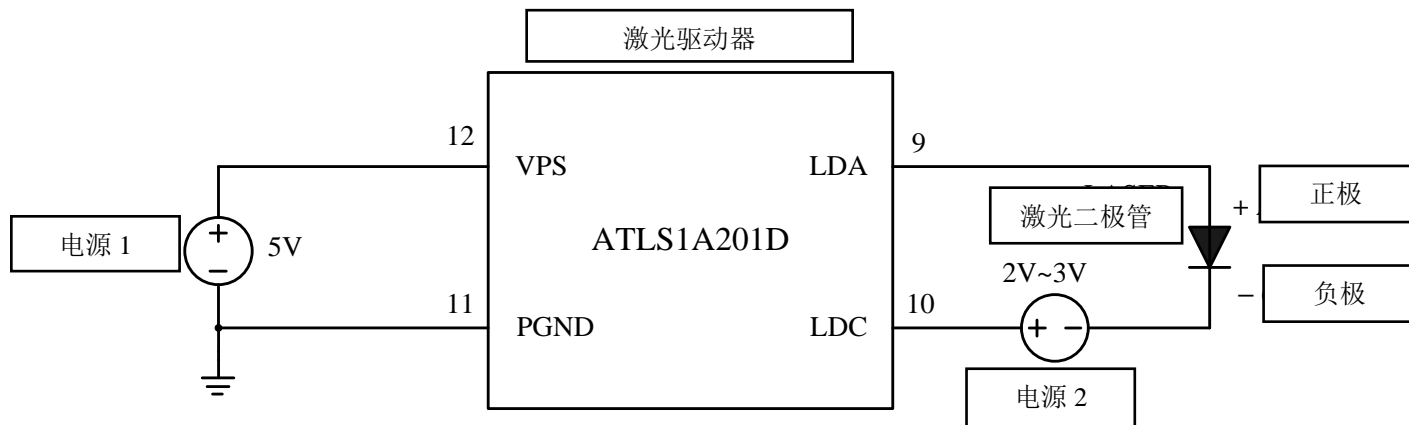 激光驱动器
12
VPS
LDA
9
正极
激光二极管
+
电源 1
+
−
5V
ATLS1A201D
2V~3V
−
负极
11
PGND
LDC
10
+ −
电源 2